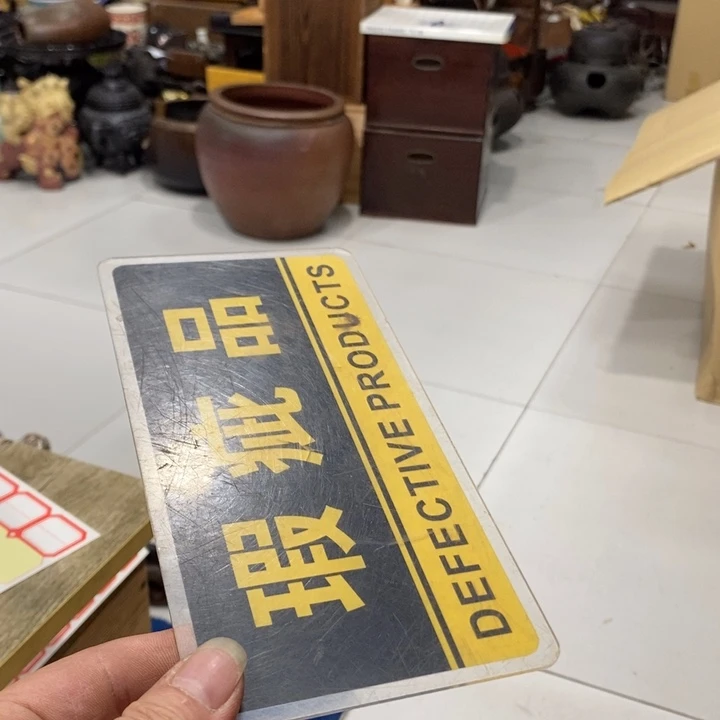 瑕疵品
DEFECTIVE PRODUCTS